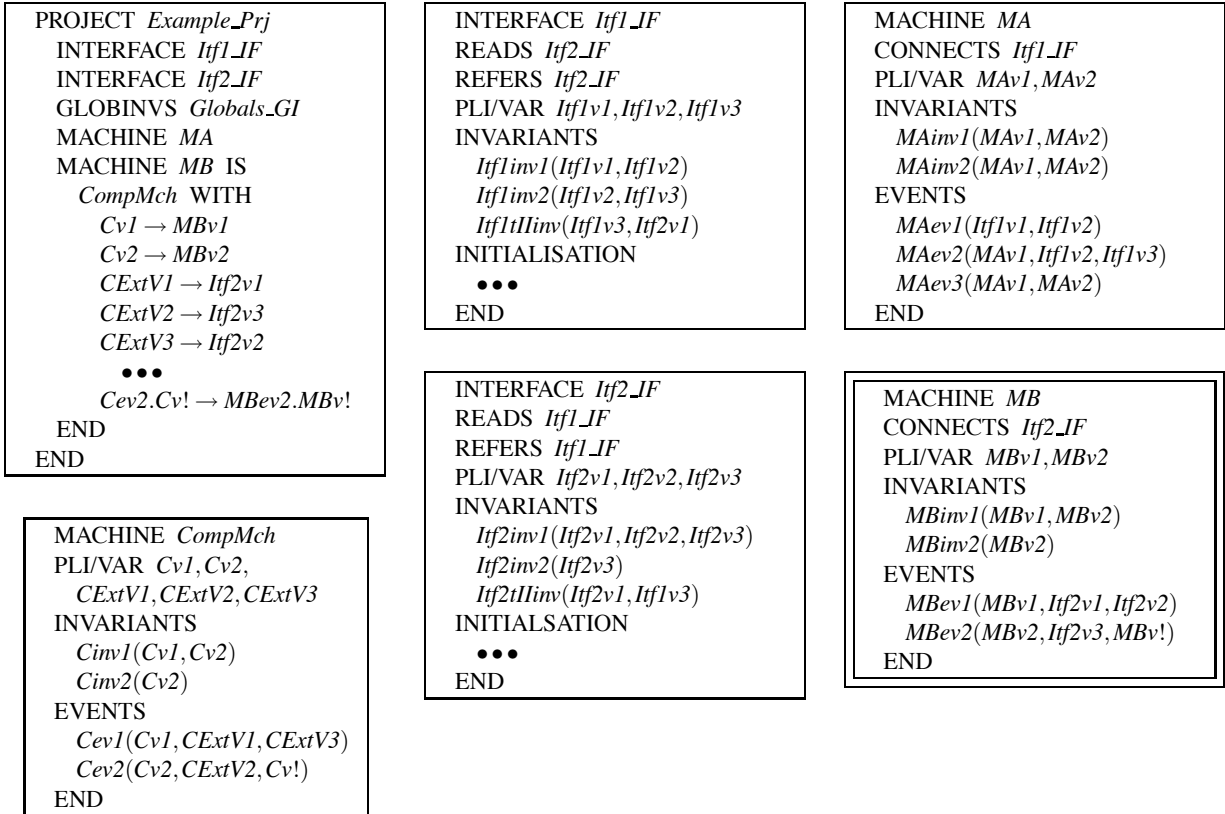 PROJECT Example_Prj
INTERFACE Itf1_IF
INTERFACE Itf2_IF
GLOBINVS Globals_GI
MACHINE MA
MACHINE MB IS
CompMch WITH
Cv1 → MBv1
Cv2 → MBv2
CExtV1 → Itf2v1
CExtV2 → Itf2v3
CExtV3 → Itf2v2
•••
Cev2.Cv! → MBev2.MBv!
END
END
MACHINE CompMch
PLI/VAR Cv1,Cv2,
CExtV1,CExtV2,CExtV3
INVARIANTS
Cinv1(Cv1,Cv2)
Cinv2(Cv2)
EVENTS
Cev1(Cv1,CExtV1,CExtV3)
Cev2(Cv2,CExtV2,Cv!)
END
INTERFACE Itf1_IF
READS Itf2_IF
REFERS Itf2_IF
PLI/VAR Itf1v1,Itf1v2,Itf1v3
INVARIANTS
Itf1inv1(Itf1v1,Itf1v2)
Itf1inv2(Itf1v2,Itf1v3)
Itf1tIIinv(Itf1v3,Itf2v1)
INITIALISATION
•••
END
INTERFACE Itf2_IF
READS Itf1_IF
REFERS Itf1_IF
PLI/VAR Itf2v1,Itf2v2,Itf2v3
INVARIANTS
Itf2inv1(Itf2v1,Itf2v2,Itf2v3)
Itf2inv2(Itf2v3)
Itf2tIIinv(Itf2v1,Itf1v3)
INITIALSATION
•••
END
MACHINE MA
CONNECTS Itf1_IF
PLI/VAR MAv1,MAv2
INVARIANTS
MAinv1(MAv1,MAv2)
MAinv2(MAv1,MAv2)
EVENTS
MAev1(Itf1v1,Itf1v2)
MAev2(MAv1,Itf1v2,Itf1v3)
MAev3(MAv1,MAv2)
END
MACHINE MB
CONNECTS Itf2_IF
PLI/VAR MBv1,MBv2
INVARIANTS
MBinv1(MBv1,MBv2)
MBinv2(MBv2)
EVENTS
MBev1(MBv1,Itf2v1,Itf2v2)
MBev2(MBv2,Itf2v3,MBv!)
END